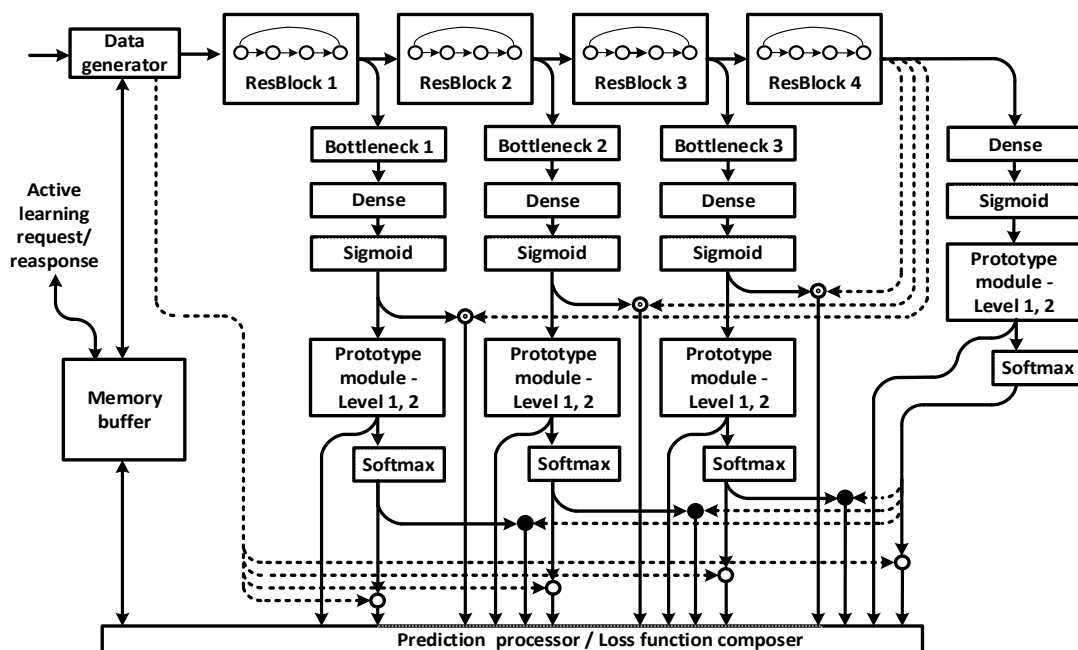 Data
generator
ResBlock 1
ResBlock 2
ResBlock 3
ResBlock 4
Bottleneck 1
Bottleneck 2
Bottleneck 3
Dense
Dense
Dense
Dense
Sigmoid
Sigmoid
Sigmoid
Sigmoid
Active
learning
request/
reasponse
Prototype
module -
Level 1, 2
Softmax
Memory
buffer
Prototype
module -
Level 1, 2
Prototype
module -
Level 1, 2
Prototype
module -
Level 1, 2
Softmax
Softmax
Softmax
Prediction processor / Loss function composer